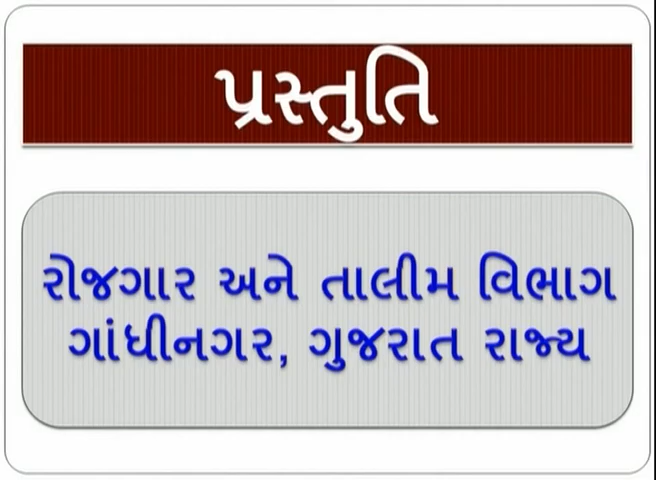 પ્રસ્તુતિ
રોજગાર અને તાલીમ વિભાગ
ગાંધીનગર, ગુજરાત રાજ્ય